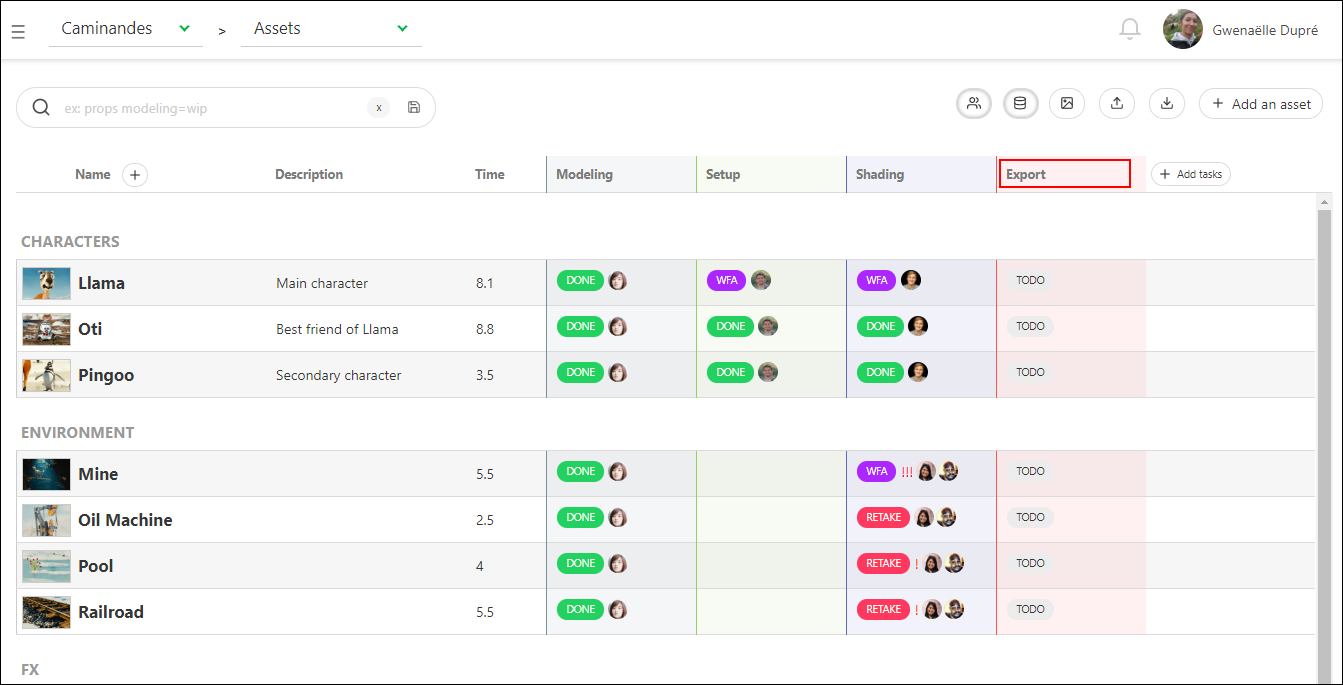 Caminandes > Assets Gwenaëlle Dupré
ex: props modeling=wip x + Add an asset
Name + Description Time Modeling Setup Shading Export + Add tasks
CHARACTERS
Llama Main character 8.1 DONE WFA WFA TODO
Oti Best friend of Llama 8.8 DONE DONE DONE TODO
Pingoo Secondary character 3.5 DONE DONE DONE TODO
ENVIRONMENT
Mine 5.5 DONE WFA !!! TODO
Oil Machine 2.5 DONE RETAKE TODO
Pool 4 DONE RETAKE ! TODO
Railroad 5.5 DONE RETAKE ! TODO
FX